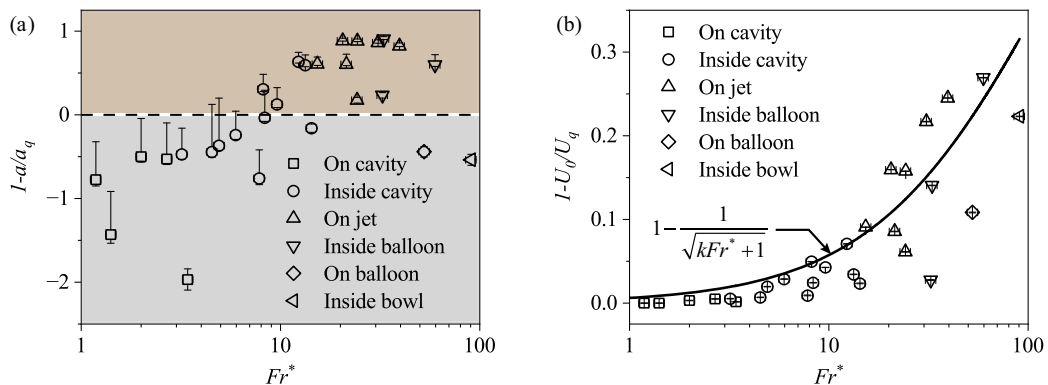 (a)
1
0
−1
−2
1-a/a_q
On cavity
Inside cavity
On jet
Inside balloon
On balloon
Inside bowl
1
10
100
Fr*
(b)
0.3
0.2
0.1
0.0
1-U_0/U_q
On cavity
Inside cavity
On jet
Inside balloon
On balloon
Inside bowl
1 − 1/√(kFr* + 1)
1
10
100
Fr*